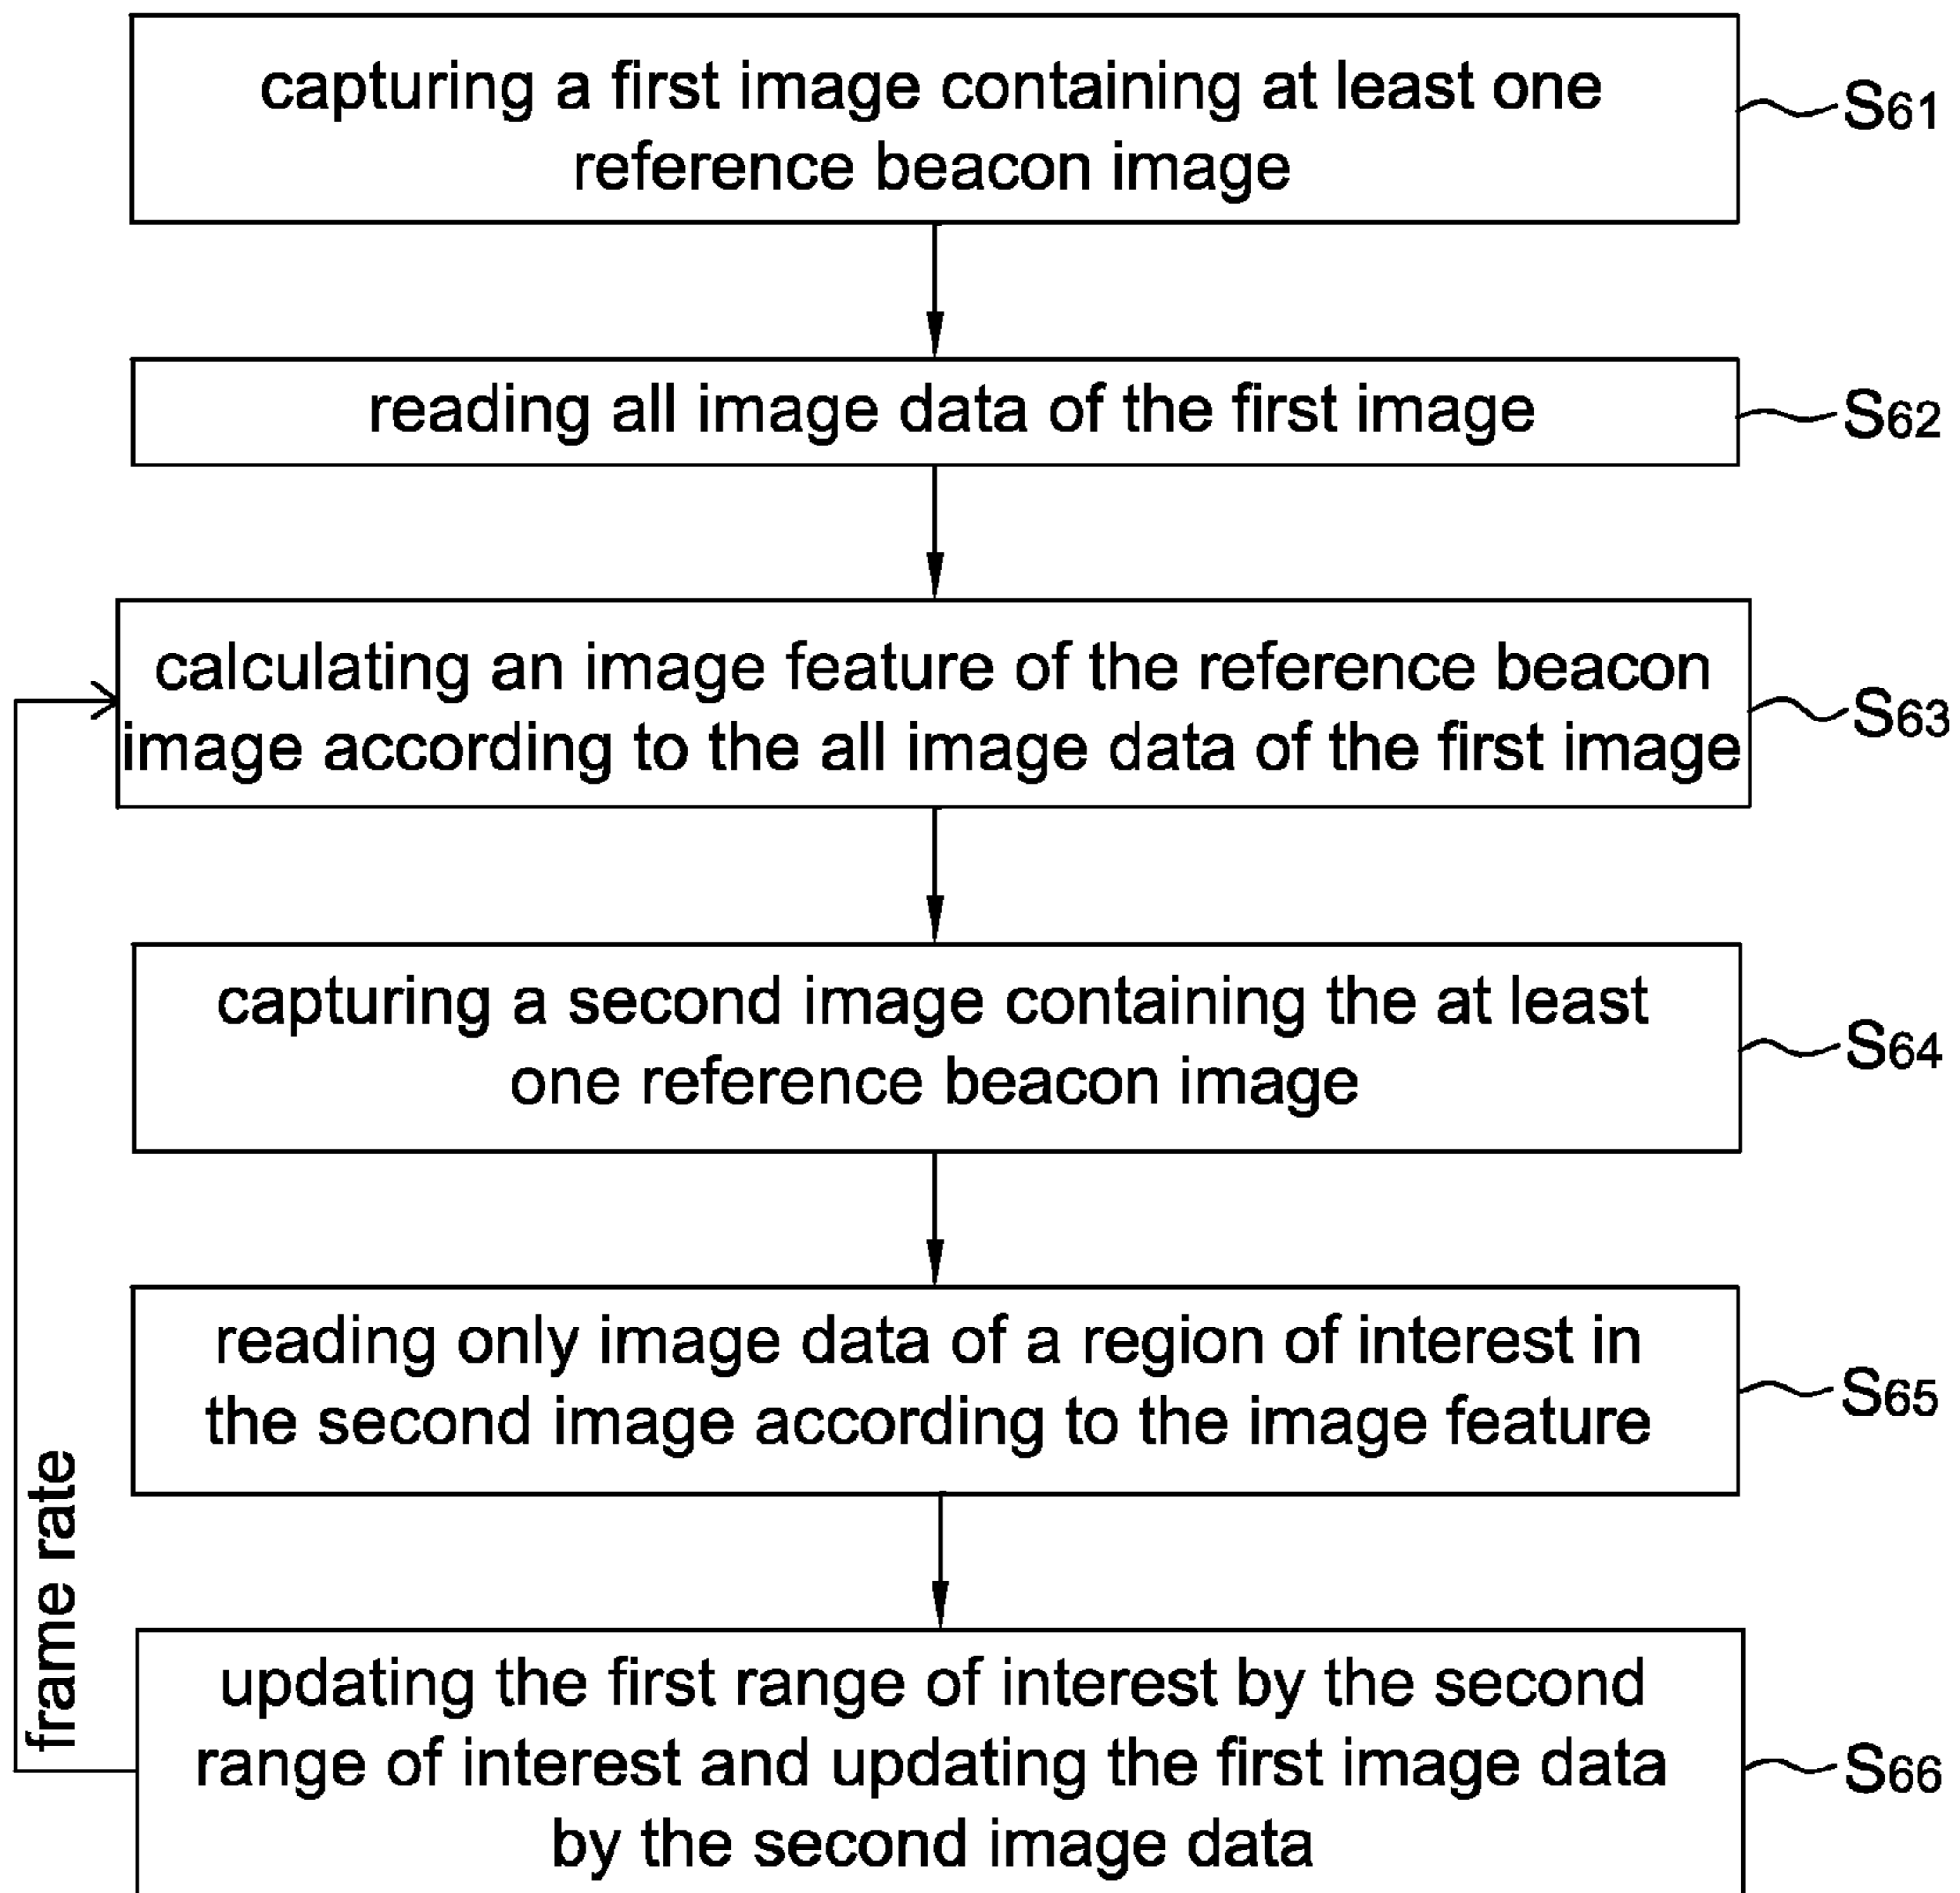 capturing a first image containing at least one
reference beacon image
S61
reading all image data of the first image
S62
calculating an image feature of the reference beacon
image according to the all image data of the first image
S63
capturing a second image containing the at least
one reference beacon image
S64
reading only image data of a region of interest in
the second image according to the image feature
S65
frame rate
updating the first range of interest by the second
range of interest and updating the first image data
by the second image data
S66